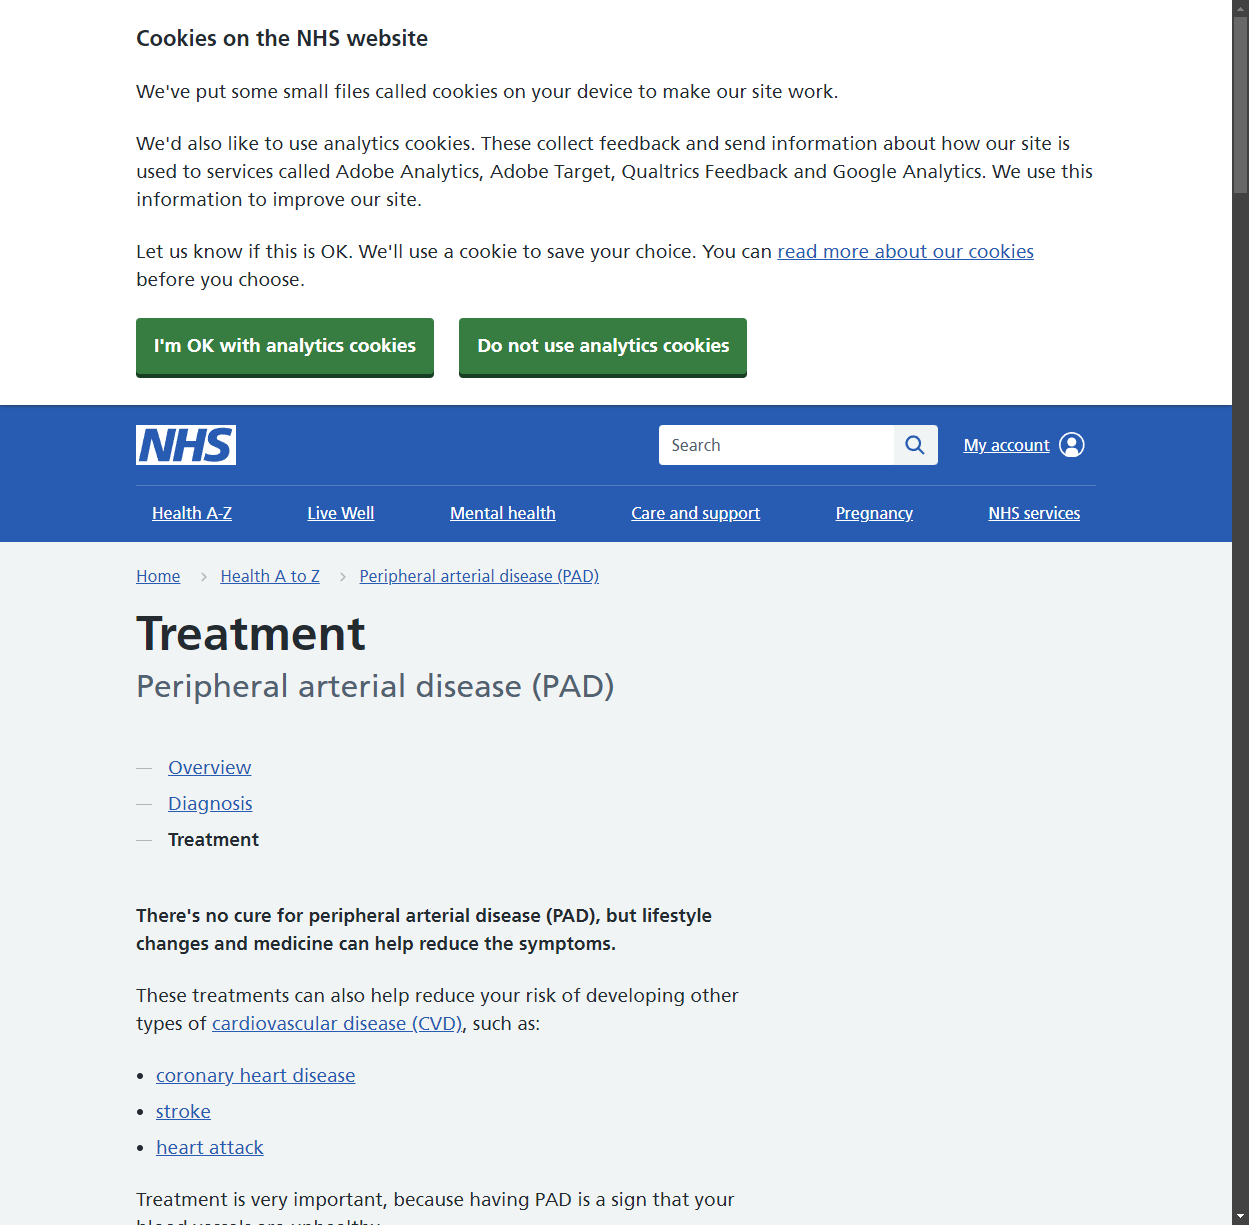 Cookies on the NHS website
We've put some small files called cookies on your device to make our site work.
We'd also like to use analytics cookies. These collect feedback and send information about how our site is
used to services called Adobe Analytics, Adobe Target, Qualtrics Feedback and Google Analytics. We use this
information to improve our site.
Let us know if this is OK. We'll use a cookie to save your choice. You can read more about our cookies
before you choose.
I'm OK with analytics cookies
Do not use analytics cookies
NHS
Search
My account
Health A-Z
Live Well
Mental health
Care and support
Pregnancy
NHS services
Home
Health A to Z
Peripheral arterial disease (PAD)
Treatment
Peripheral arterial disease (PAD)
— Overview
— Diagnosis
— Treatment
There's no cure for peripheral arterial disease (PAD), but lifestyle
changes and medicine can help reduce the symptoms.
These treatments can also help reduce your risk of developing other
types of cardiovascular disease (CVD), such as:
• coronary heart disease
• stroke
• heart attack
Treatment is very important, because having PAD is a sign that your
blood vessels are unhealthy.